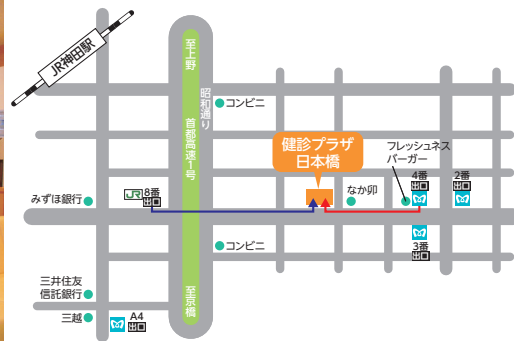 JR神田駅
至上野
昭和通り
首都高速1号
コンビニ
健診プラザ
日本橋
フレッシュネス
バーガー
なか卯
4番
出口
2番
出口
みずほ銀行
JR
8番
出口
3番
出口
コンビニ
至京橋
三井住友
信託銀行
三越
A4
出口